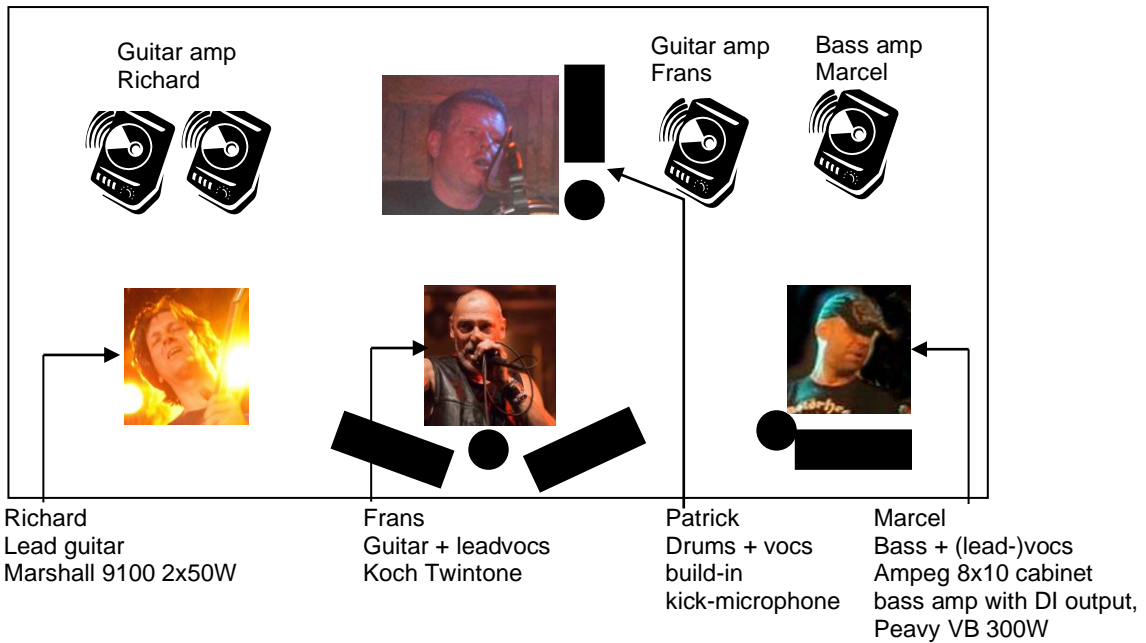 Guitar amp
Richard
Guitar amp
Frans
Bass amp
Marcel
Richard
Lead guitar
Marshall 9100 2x50W
Frans
Guitar + leadvocs
Koch Twintone
Patrick
Drums + vocs
build-in
kick-microphone
Marcel
Bass + (lead-)vocs
Ampeg 8x10 cabinet
bass amp with DI output,
Peavy VB 300W